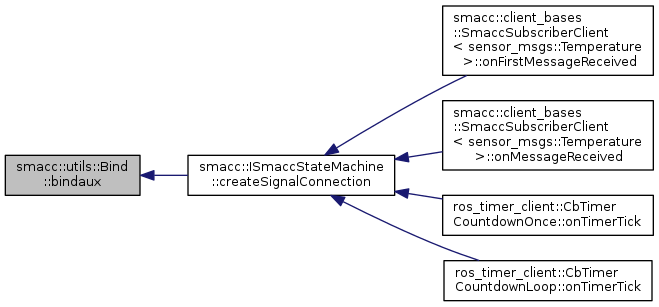 smacc::client_bases
::SmaccSubscriberClient
< sensor_msgs::Temperature
>::onFirstMessageReceived
smacc::client_bases
::SmaccSubscriberClient
< sensor_msgs::Temperature
>::onMessageReceived
smacc::utils::Bind
::bindaux
smacc::ISmaccStateMachine
::createSignalConnection
ros_timer_client::CbTimer
CountdownOnce::onTimerTick
ros_timer_client::CbTimer
CountdownLoop::onTimerTick